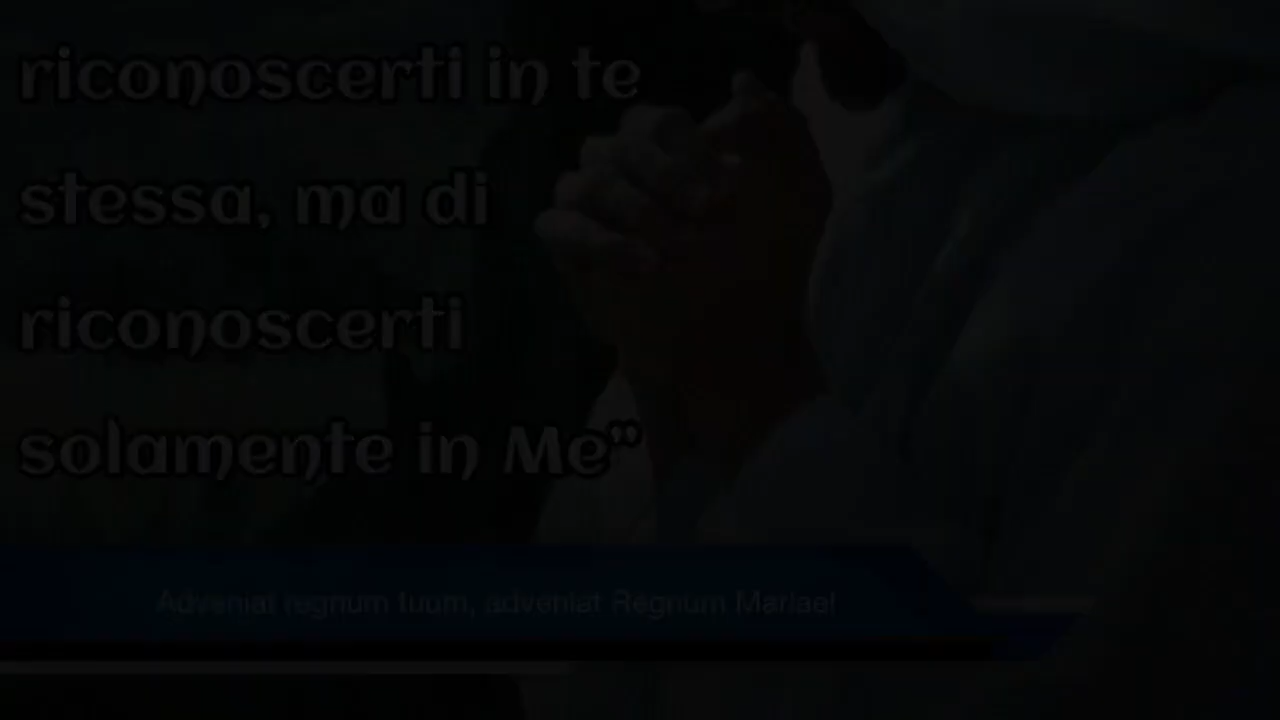 riconoscerti in te
stessa, ma di
riconoscerti
solamente in Me”
Adveniat regnum tuum, adveniat Regnum Mariae!